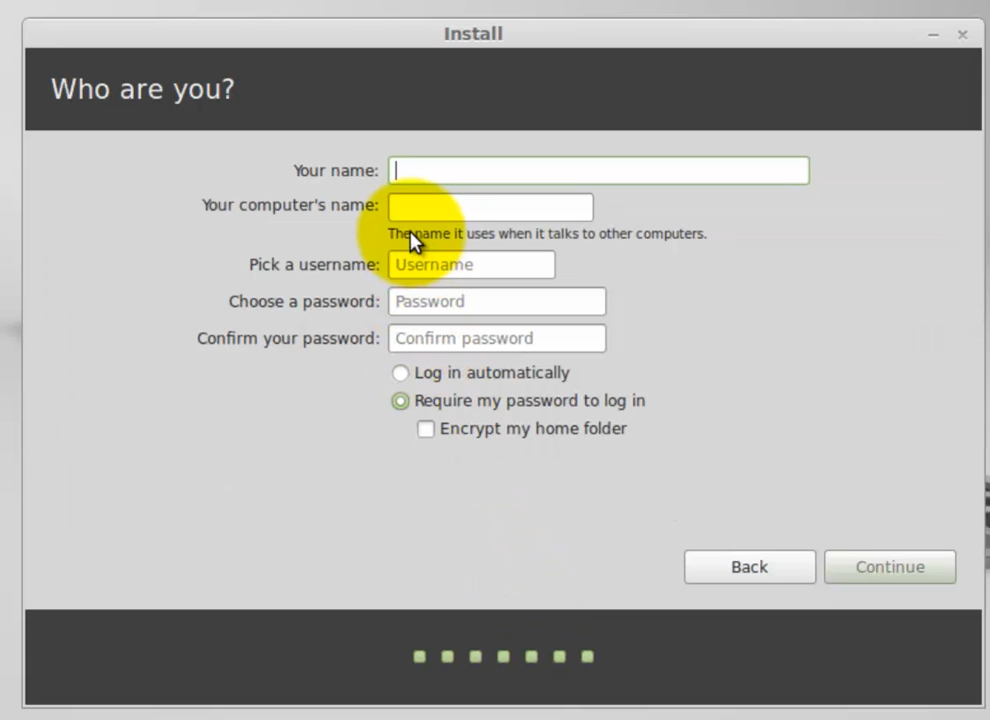 Install
Who are you?
Your name:
Your computer's name:
The name it uses when it talks to other computers.
Pick a username: Username
Choose a password: Password
Confirm your password: Confirm password
Log in automatically
Require my password to log in
Encrypt my home folder
Back Continue